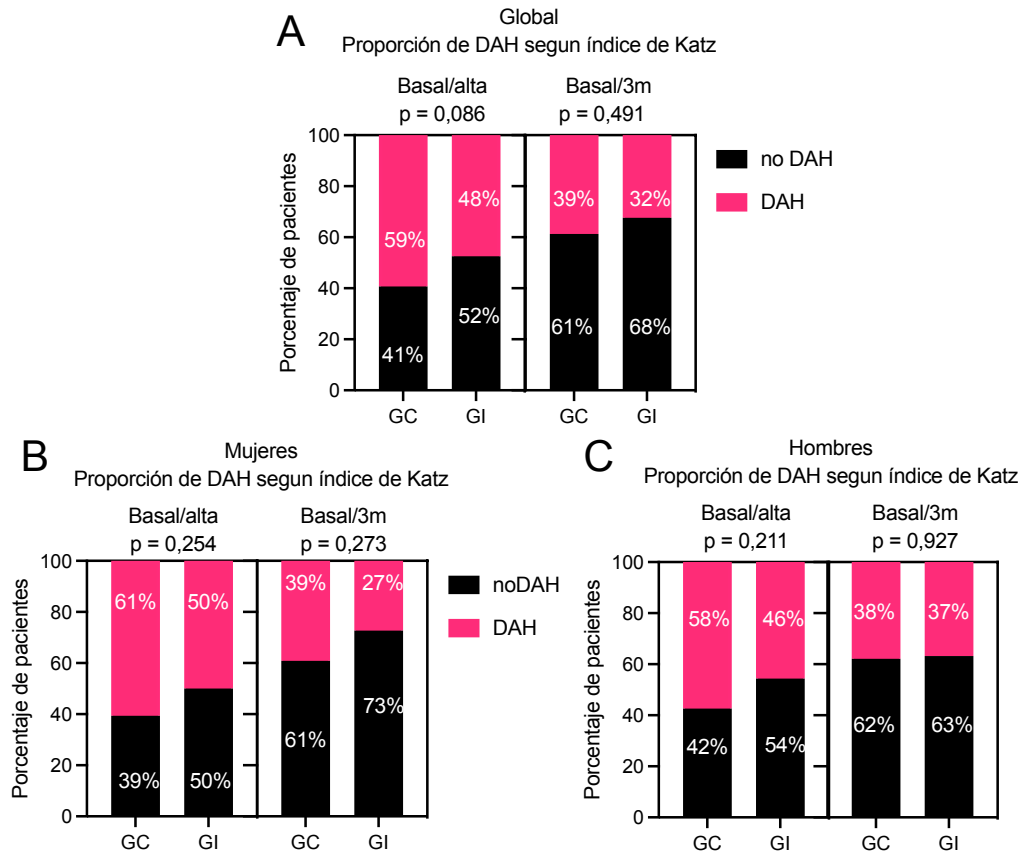 A
Global
Proporción de DAH segun índice de Katz
Basal/alta
p = 0,086
Basal/3m
p = 0,491
Porcentaje de pacientes
100
80
60
40
20
0
59%
41%
48%
52%
39%
61%
32%
68%
GC
GI
GC
GI
no DAH
DAH
B
Mujeres
Proporción de DAH segun índice de Katz
Basal/alta
p = 0,254
Basal/3m
p = 0,273
Porcentaje de pacientes
100
80
60
40
20
0
61%
39%
50%
50%
39%
61%
27%
73%
GC
GI
GC
GI
noDAH
DAH
C
Hombres
Proporción de DAH segun índice de Katz
Basal/alta
p = 0,211
Basal/3m
p = 0,927
Porcentaje de pacientes
100
80
60
40
20
0
58%
42%
46%
54%
38%
62%
37%
63%
GC
GI
GC
GI